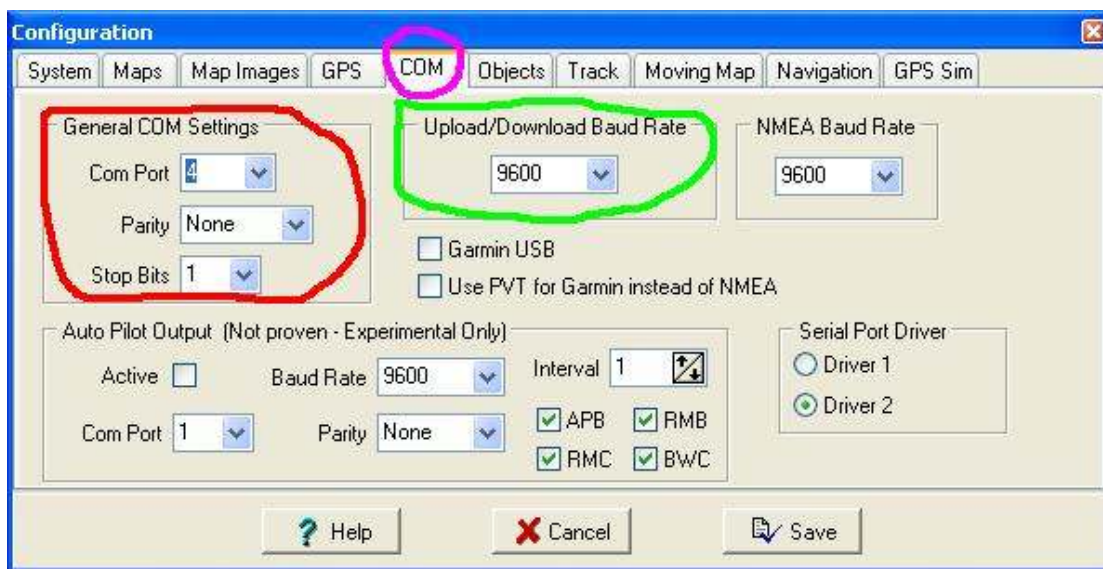 Configuration
System Maps Map Images GPS COM Objects Track Moving Map Navigation GPS Sim
General COM Settings
Com Port 4
Parity None
Stop Bits 1
Upload/Download Baud Rate
9600
NMEA Baud Rate
9600
Garmin USB
Use PVT for Garmin instead of NMEA
Auto Pilot Output (Not proven - Experimental Only)
Active Baud Rate 9600 Interval 1
Com Port 1 Parity None
APB RMB
RMC BWC
Serial Port Driver
Driver 1
Driver 2
? Help Cancel Save